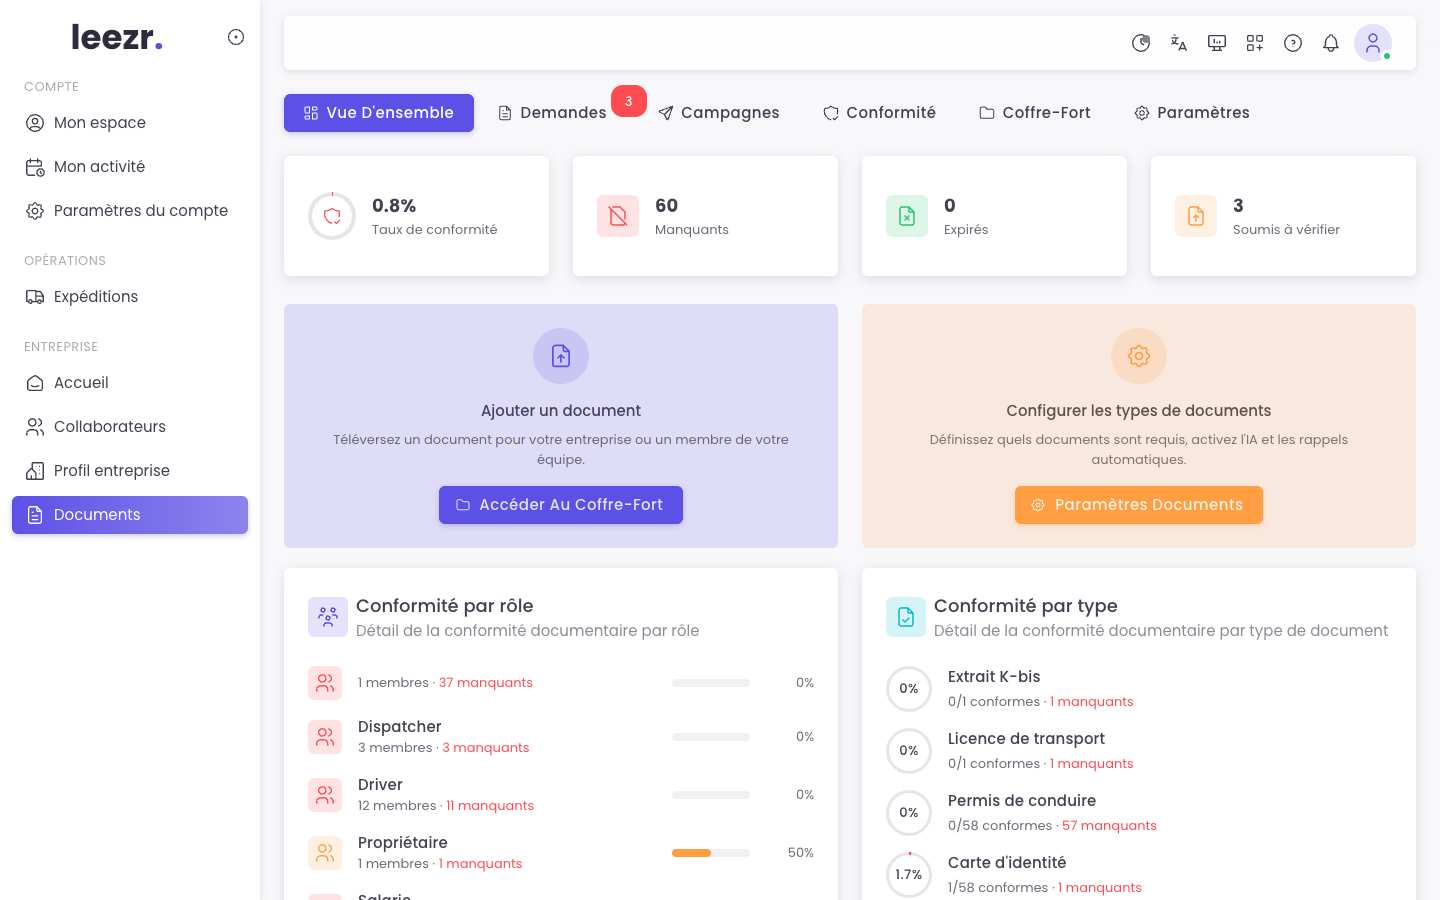 leezr.
COMPTE
Mon espace
Mon activité
Paramètres du compte
OPÉRATIONS
Expéditions
ENTREPRISE
Accueil
Collaborateurs
Profil entreprise
Documents
Vue D'ensemble
Demandes
3
Campagnes
Conformité
Coffre-Fort
Paramètres
0.8%
Taux de conformité
60
Manquants
0
Expirés
3
Soumis à vérifier
Ajouter un document
Téléversez un document pour votre entreprise ou un membre de votre
équipe.
Accéder Au Coffre-Fort
Configurer les types de documents
Définissez quels documents sont requis, activez l'IA et les rappels
automatiques.
Paramètres Documents
Conformité par rôle
Détail de la conformité documentaire par rôle
1 membres · 37 manquants
0%
Dispatcher
3 membres · 3 manquants
0%
Driver
12 membres · 11 manquants
0%
Propriétaire
1 membres · 1 manquants
50%
Salarie
Conformité par type
Détail de la conformité documentaire par type de document
0%
Extrait K-bis
0/1 conformes · 1 manquants
0%
Licence de transport
0/1 conformes · 1 manquants
0%
Permis de conduire
0/58 conformes · 57 manquants
1.7%
Carte d'identité
1/58 conformes · 1 manquants